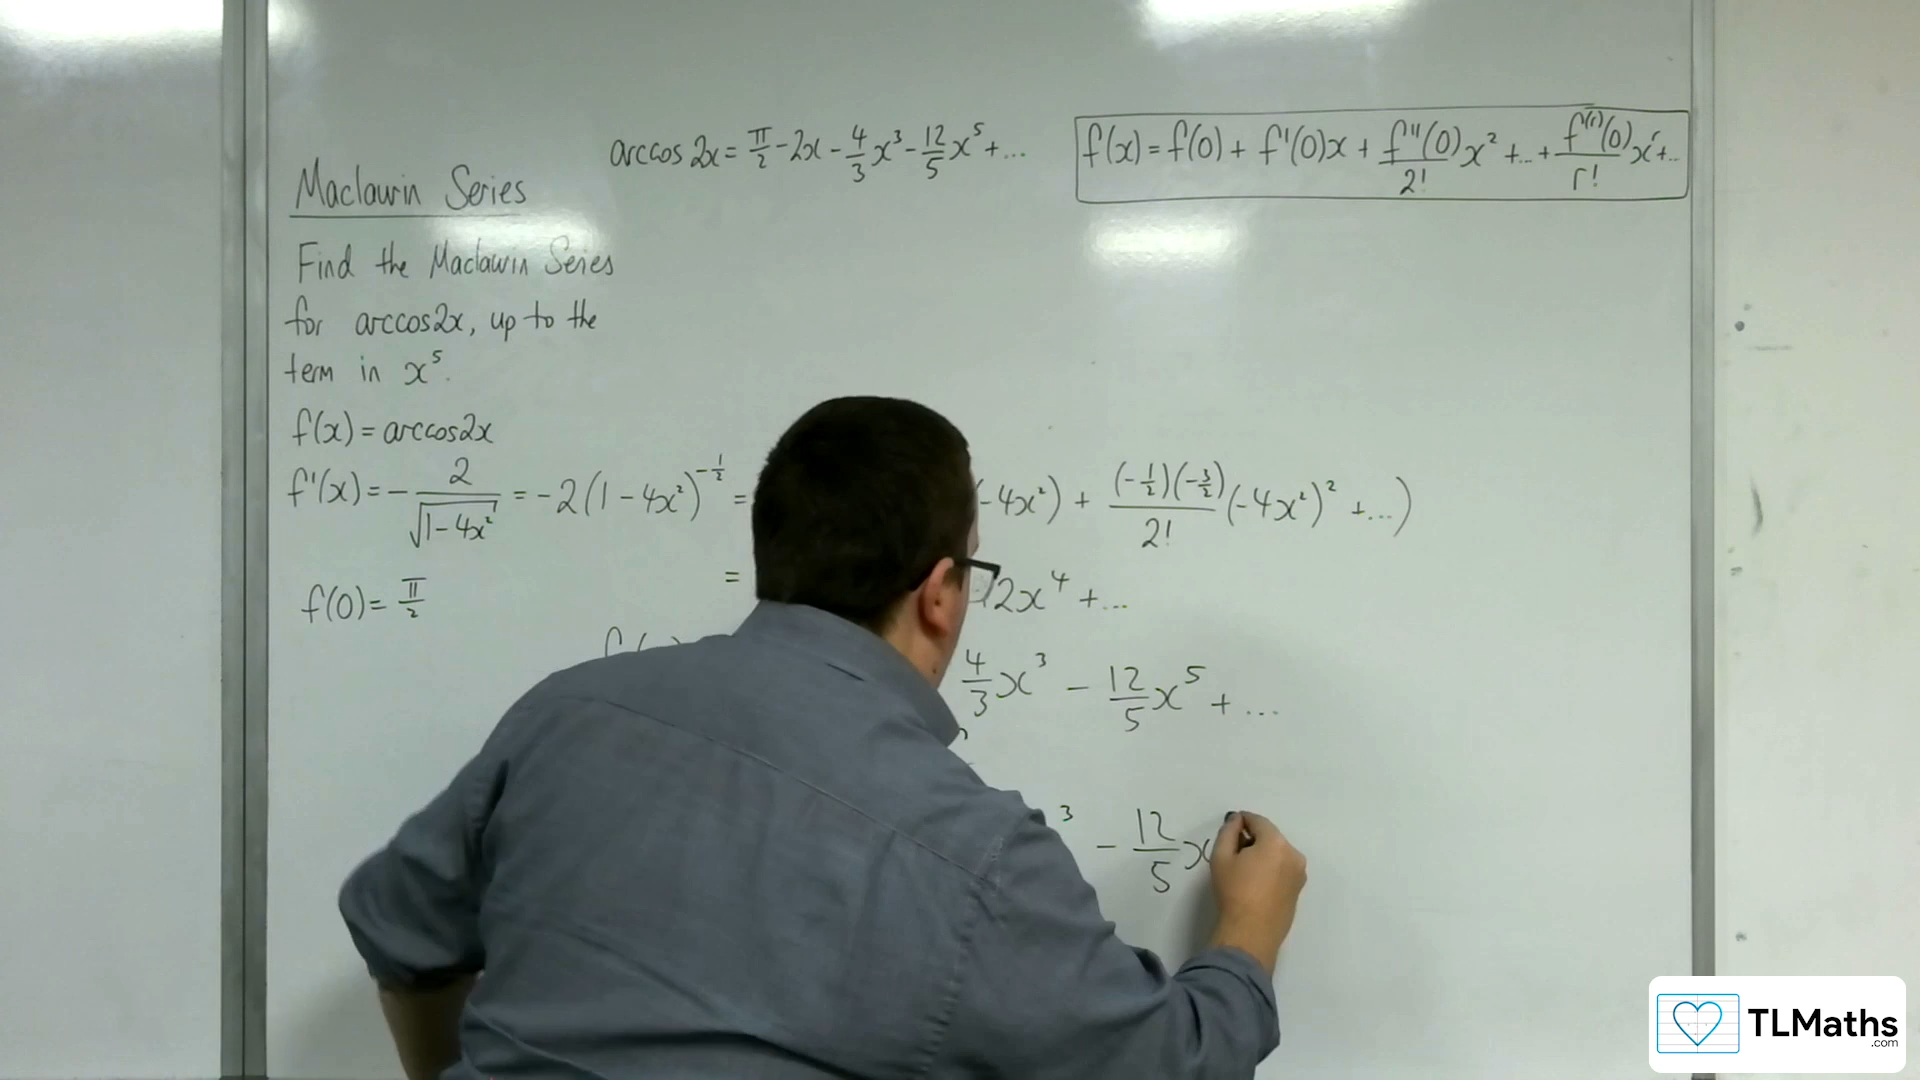 arccos 2x = π/2 - 2x - 4/3 x³ - 12/5 x⁵ + ...
f(x) = f(0) + f'(0)x + f''(0)/2! x² + ... + f⁽ʳ⁾(0)/r! xʳ + ...
Maclaurin Series
Find the Maclaurin Series
for arccos2x, up to the
term in x⁵.
f(x) = arccos2x
f'(x) = - 2/√(1-4x²) = -2(1-4x²)^(-1/2) =
-4x²) + (-1/2)(-3/2)/2! (-4x²)² + ...)
f(0) = π/2
=
2x⁴ + ...
4/3 x³ - 12/5 x⁵ + ...
³ - 12/5 x
TLMaths
.com